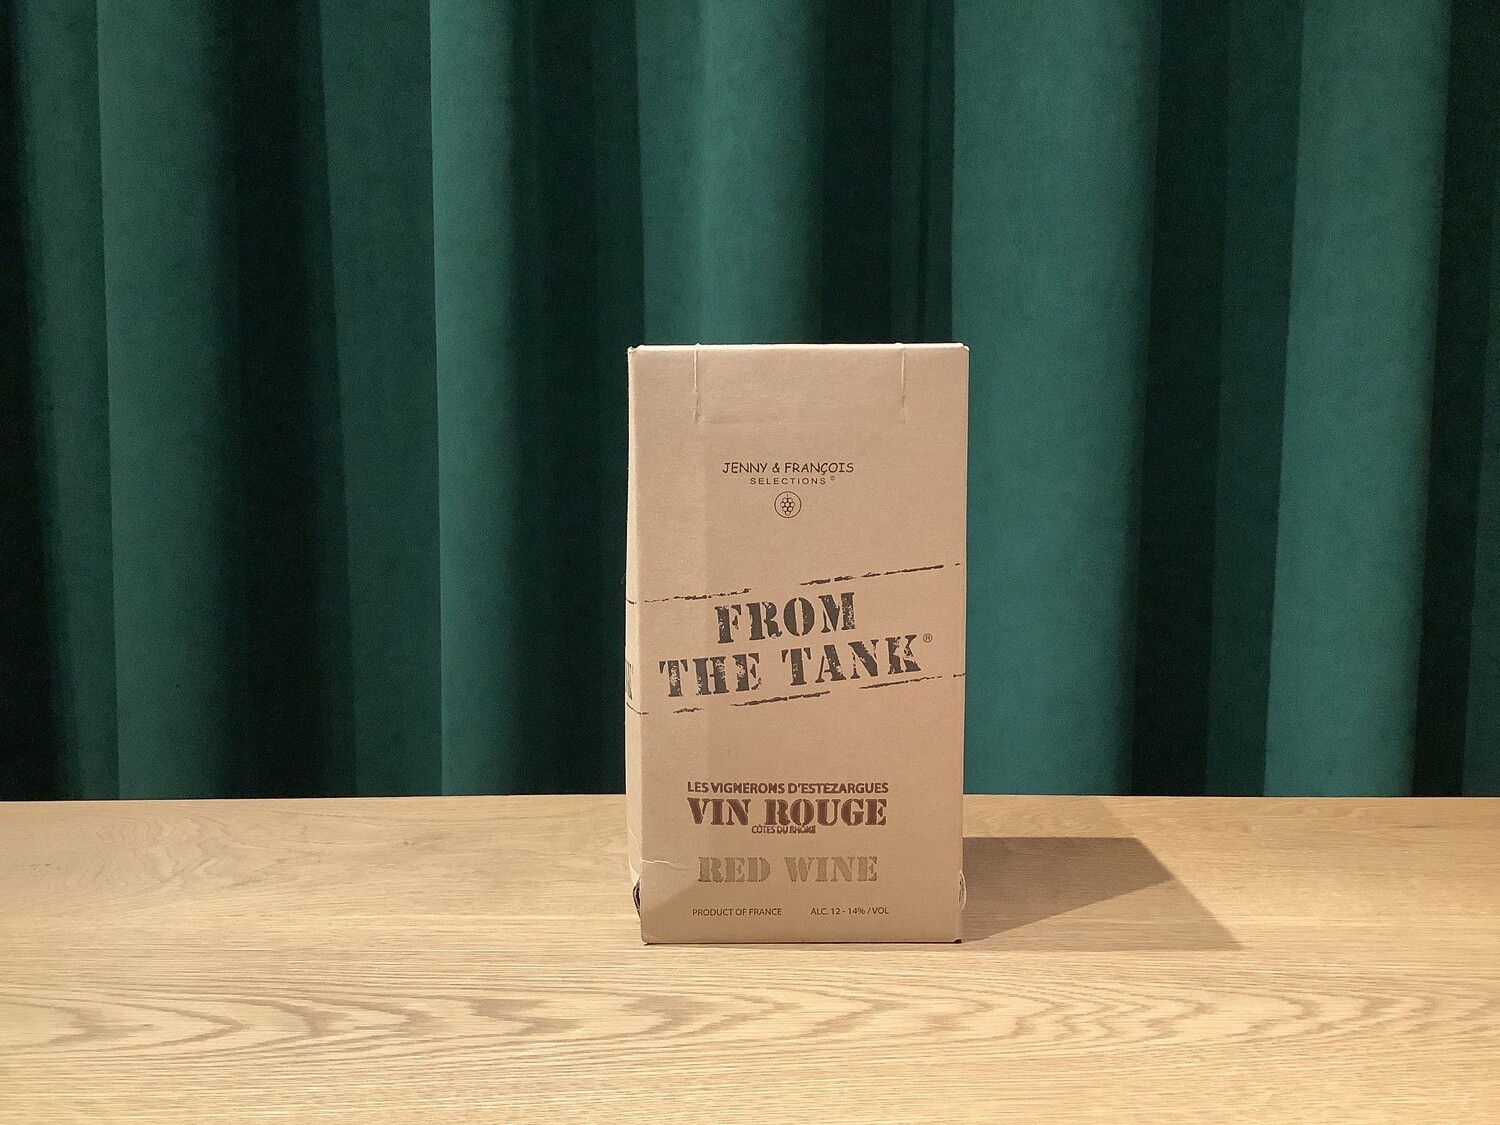 JENNY & FRANÇOIS
SELECTIONS ©
FROM
THE TANK®
LES VIGNERONS D'ESTÉZARGUES
VIN ROUGE
CÔTES DU RHÔNE
RED WINE
PRODUCT OF FRANCE ALC. 12 - 14% / VOL